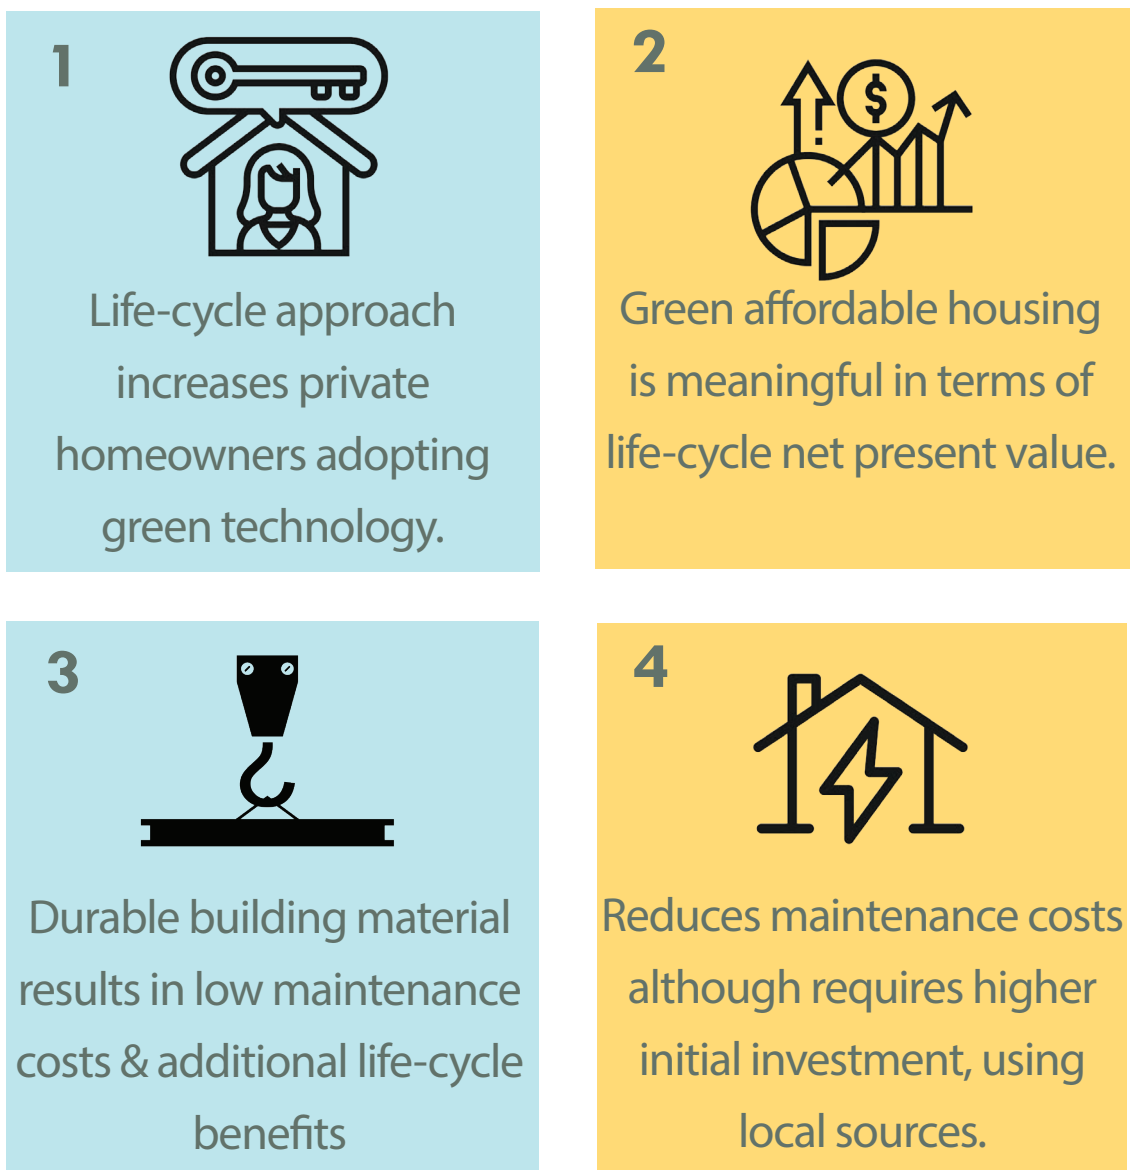 1
Life-cycle approach
increases private
homeowners adopting
green technology.
2
$
Green affordable housing
is meaningful in terms of
life-cycle net present value.
3
Durable building material
results in low maintenance
costs & additional life-cycle
benefits
4
Reduces maintenance costs
although requires higher
initial investment, using
local sources.